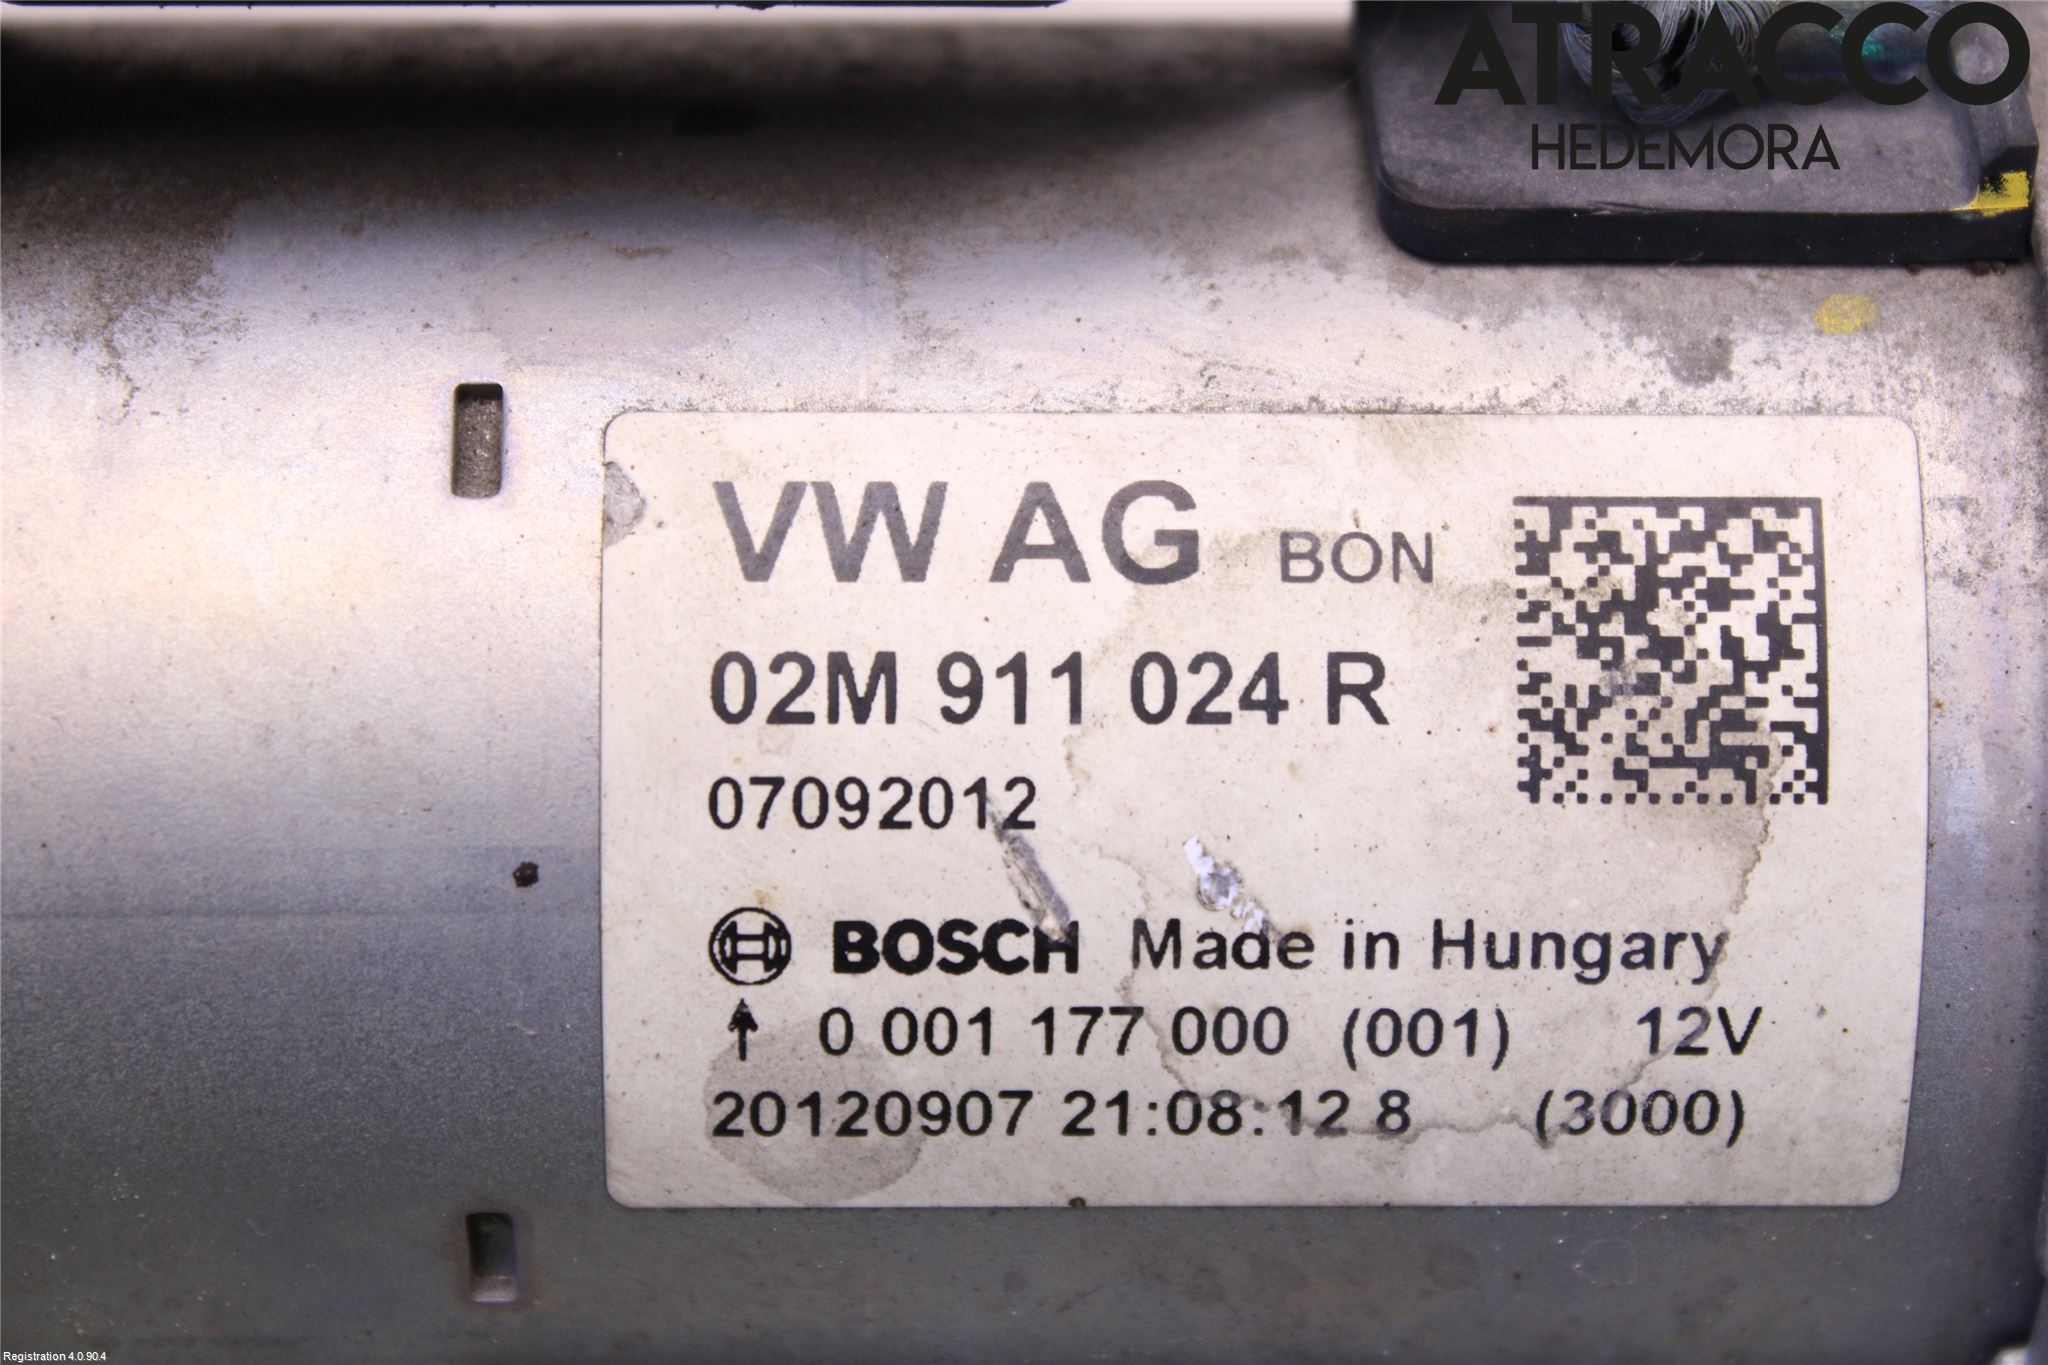 ATRACCO
HEDEMORA
VW AG BON
02M 911 024 R
07092012
BOSCH Made in Hungary
↑ 0 001 177 000 (001) 12V
20120907 21:08:12 8 (3000)
Registration 4.0.90.4